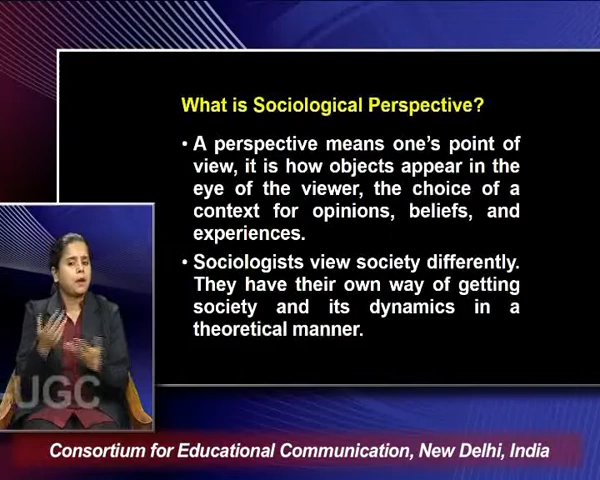 What is Sociological Perspective?
• A perspective means one's point of
view, it is how objects appear in the
eye of the viewer, the choice of a
context for opinions, beliefs, and
experiences.
• Sociologists view society differently.
They have their own way of getting
society and its dynamics in a
theoretical manner.
UGC
Consortium for Educational Communication, New Delhi, India